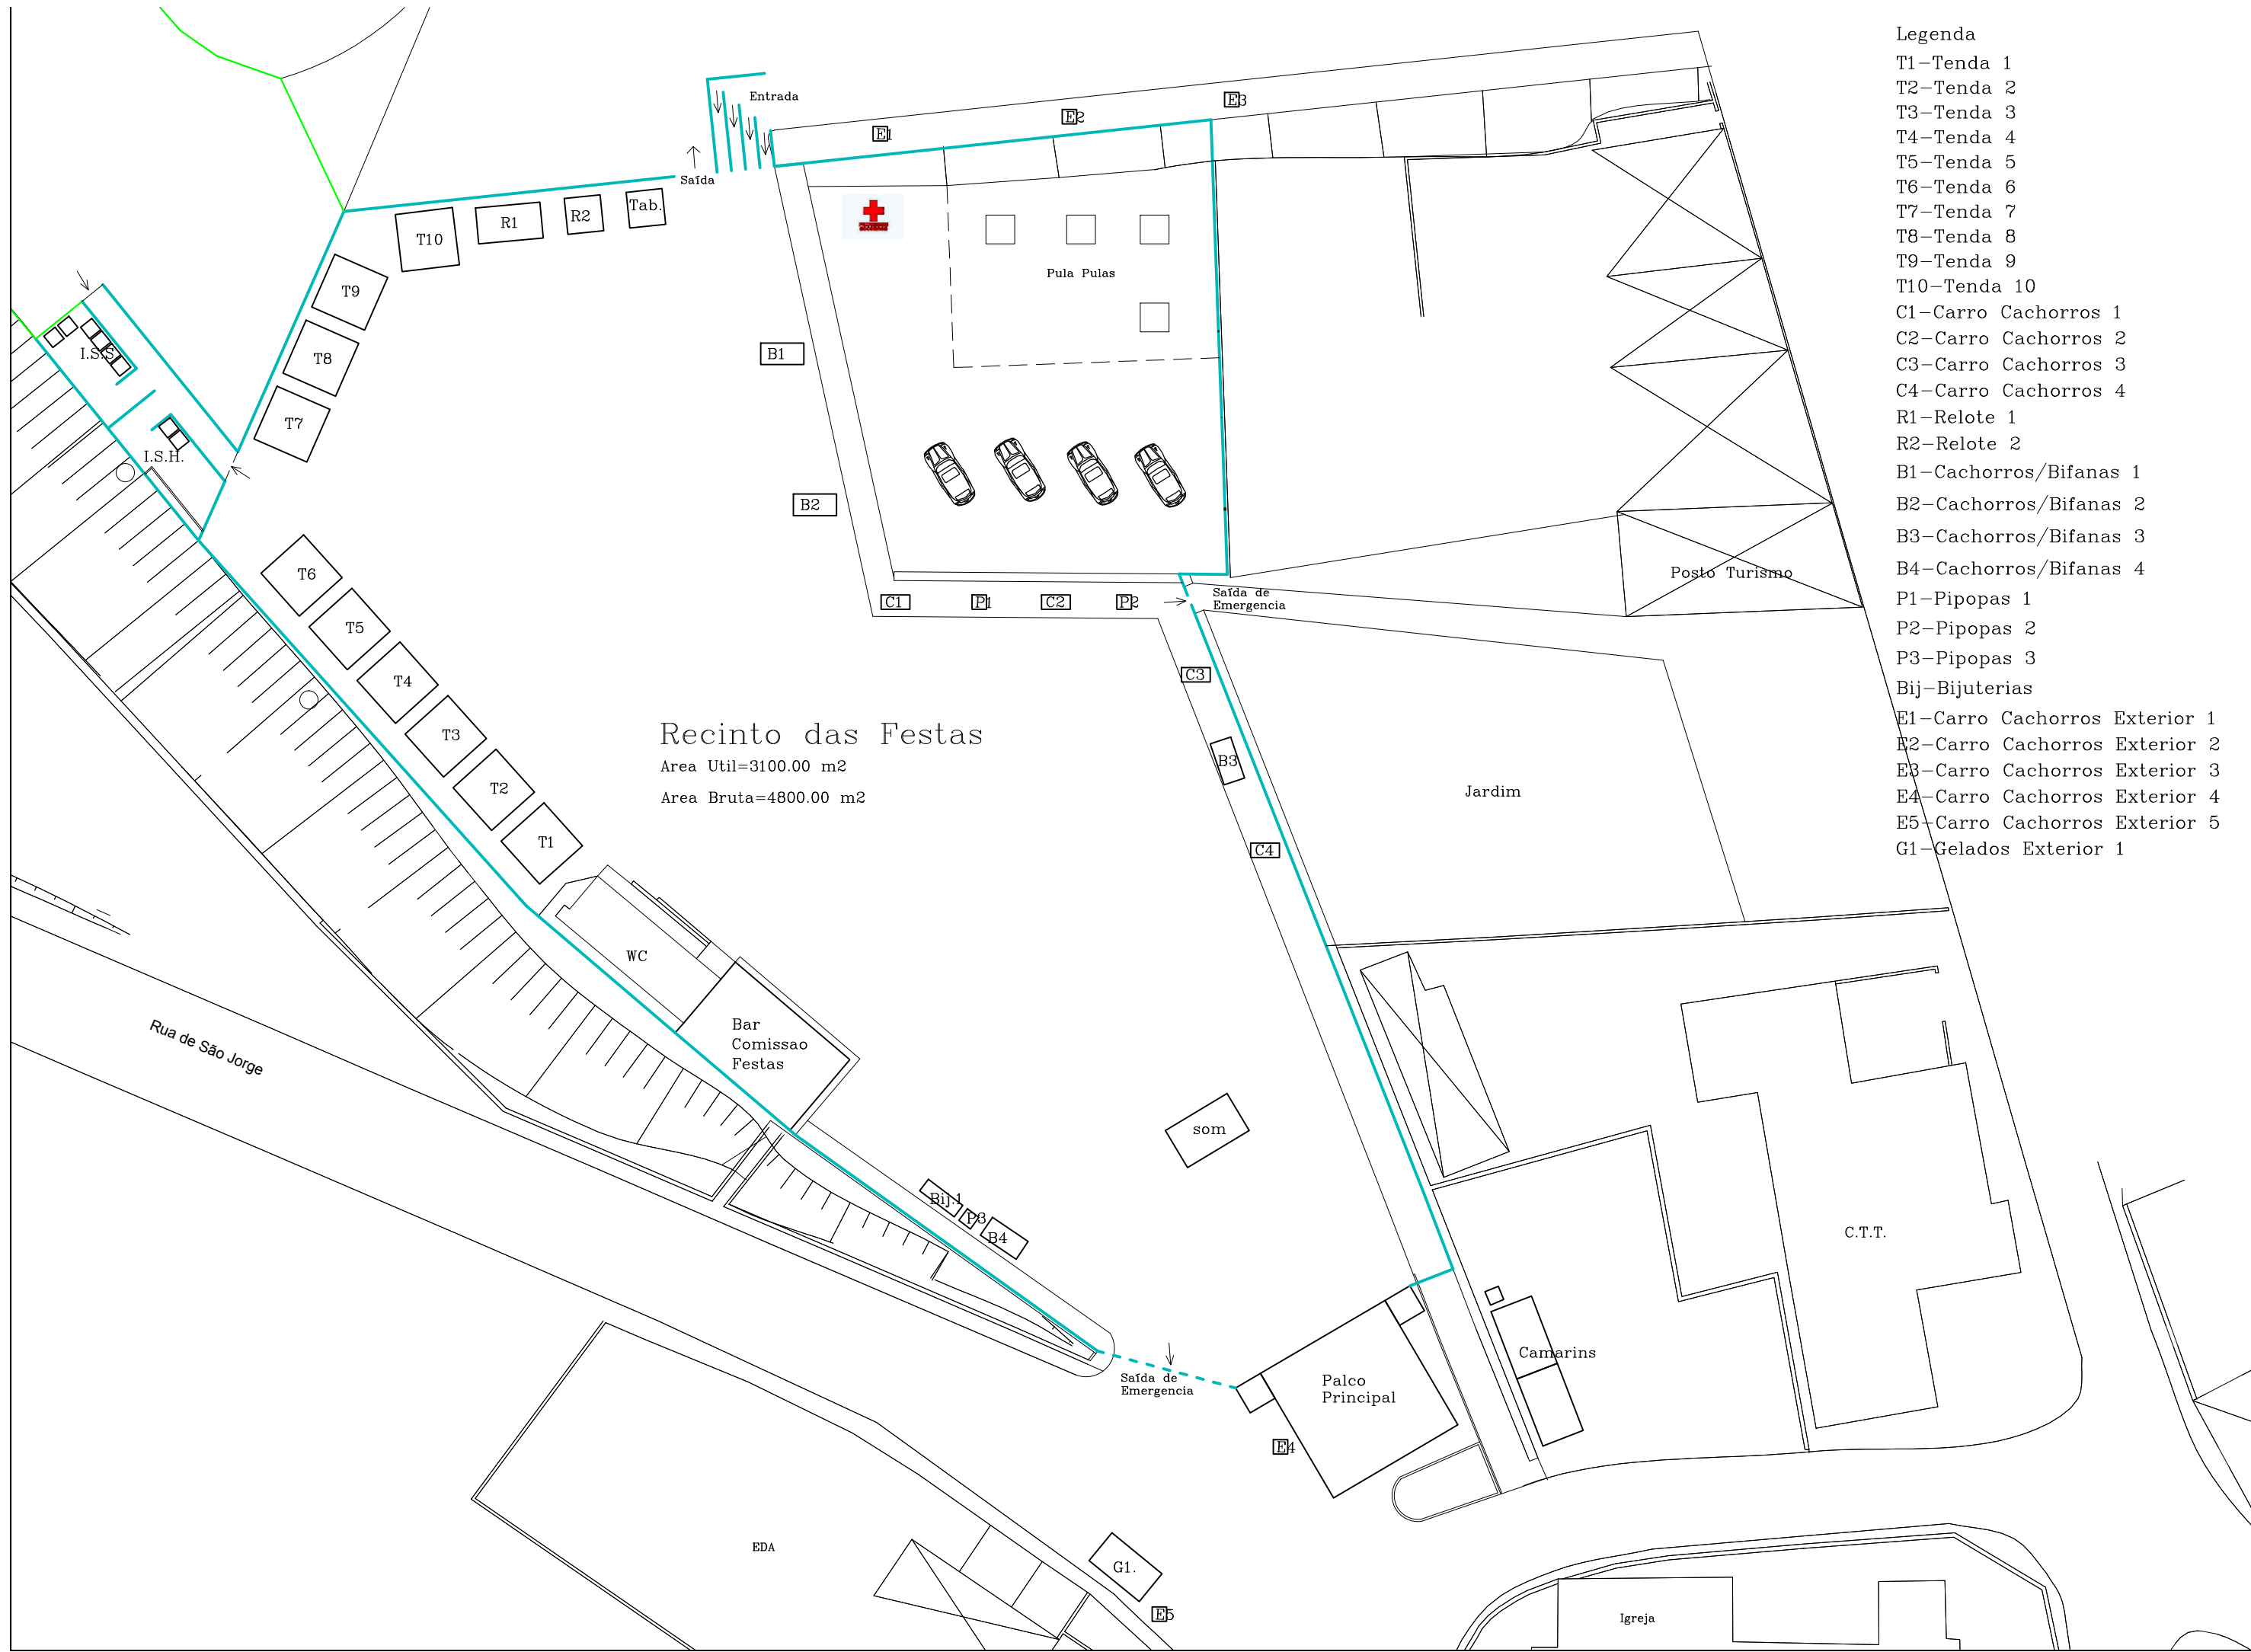 Legenda
T1-Tenda 1
T2-Tenda 2
T3-Tenda 3
T4-Tenda 4
T5-Tenda 5
T6-Tenda 6
T7-Tenda 7
T8-Tenda 8
T9-Tenda 9
T10-Tenda 10
C1-Carro Cachorros 1
C2-Carro Cachorros 2
C3-Carro Cachorros 3
C4-Carro Cachorros 4
R1-Relote 1
R2-Relote 2
B1-Cachorros/Bifanas 1
B2-Cachorros/Bifanas 2
B3-Cachorros/Bifanas 3
B4-Cachorros/Bifanas 4
P1-Pipopas 1
P2-Pipopas 2
P3-Pipopas 3
Bij-Bijuterias
E1-Carro Cachorros Exterior 1
E2-Carro Cachorros Exterior 2
E3-Carro Cachorros Exterior 3
E4-Carro Cachorros Exterior 4
E5-Carro Cachorros Exterior 5
G1-Gelados Exterior 1
Entrada
E1
E2
E3
Saída
Tab.
R2
R1
T10
T9
T8
T7
I.S.S.
I.S.H.
Pula Pulas
B1
B2
C1
P1
C2
P2
Saída de
Emergencia
Posto Turismo
T6
T5
T4
T3
T2
T1
C3
B3
C4
Recinto das Festas
Area Util=3100.00 m2
Area Bruta=4800.00 m2
Jardim
WC
Bar
Comissao
Festas
Rua de São Jorge
som
Bij.1
P3
B4
C.T.T.
Camarins
Saída de
Emergencia
Palco
Principal
E4
EDA
G1.
E5
Igreja